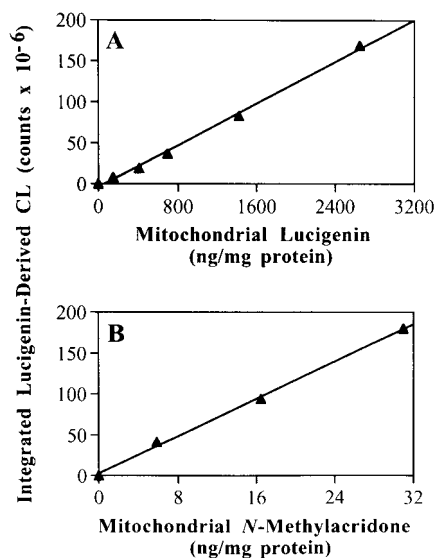 Integrated Lucigenin-Derived CL (counts x 10-6)
A
200
150
100
50
0
0 800 1600 2400 3200
Mitochondrial Lucigenin
(ng/mg protein)
B
200
150
100
50
0
0 8 16 24 32
Mitochondrial N-Methylacridone
(ng/mg protein)